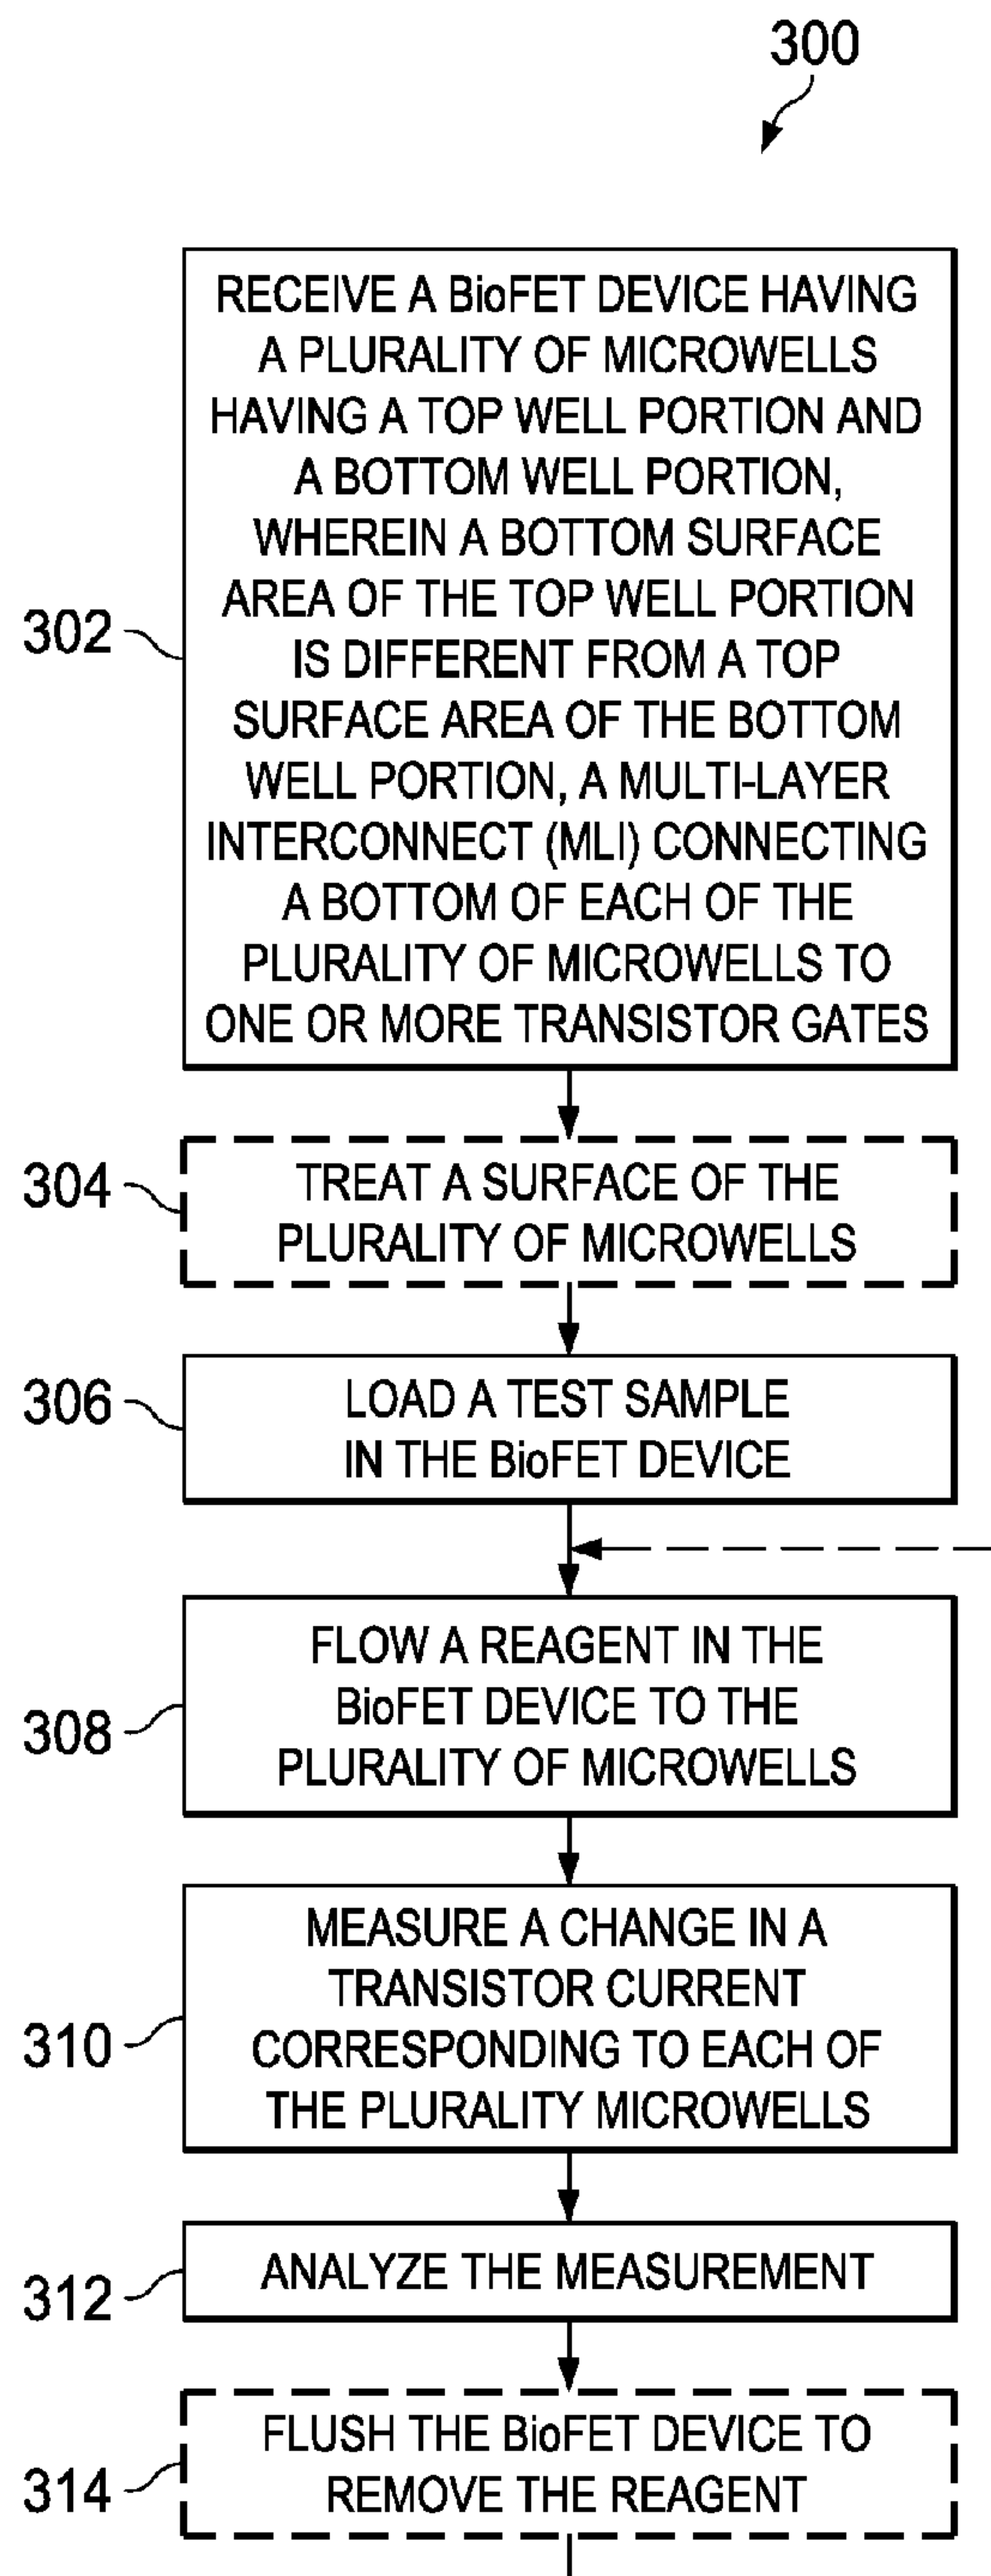 300
RECEIVE A BioFET DEVICE HAVING
A PLURALITY OF MICROWELLS
HAVING A TOP WELL PORTION AND
A BOTTOM WELL PORTION,
WHEREIN A BOTTOM SURFACE
AREA OF THE TOP WELL PORTION
IS DIFFERENT FROM A TOP
SURFACE AREA OF THE BOTTOM
WELL PORTION, A MULTI-LAYER
INTERCONNECT (MLI) CONNECTING
A BOTTOM OF EACH OF THE
PLURALITY OF MICROWELLS TO
ONE OR MORE TRANSISTOR GATES
302
TREAT A SURFACE OF THE
PLURALITY OF MICROWELLS
304
LOAD A TEST SAMPLE
IN THE BioFET DEVICE
306
FLOW A REAGENT IN THE
BioFET DEVICE TO THE
PLURALITY OF MICROWELLS
308
MEASURE A CHANGE IN A
TRANSISTOR CURRENT
CORRESPONDING TO EACH OF
THE PLURALITY MICROWELLS
310
ANALYZE THE MEASUREMENT
312
FLUSH THE BioFET DEVICE TO
REMOVE THE REAGENT
314